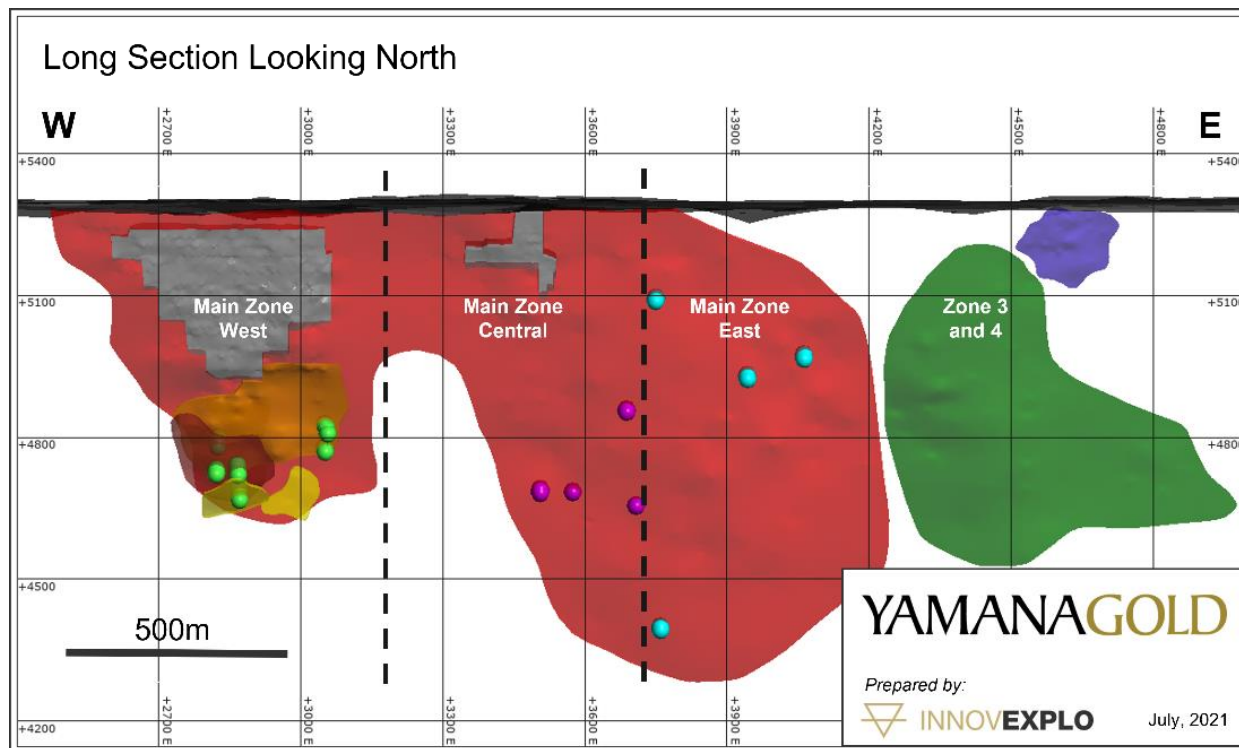 Long Section Looking North
W
E
+2700 E
+3000 E
+3300 E
+3600 E
+3900 E
+4200 E
+4500 E
+4800 E
+5400
+5400
Main Zone
West
Main Zone
Central
Main Zone
East
Zone 3
and 4
+5100
+5100
+4800
+4800
+4500
500m
+4200
+2700 E
+3000 E
+3600 E
+3900 E
YAMANAGOLD
Prepared by:
INNOVEXPLO
July, 2021